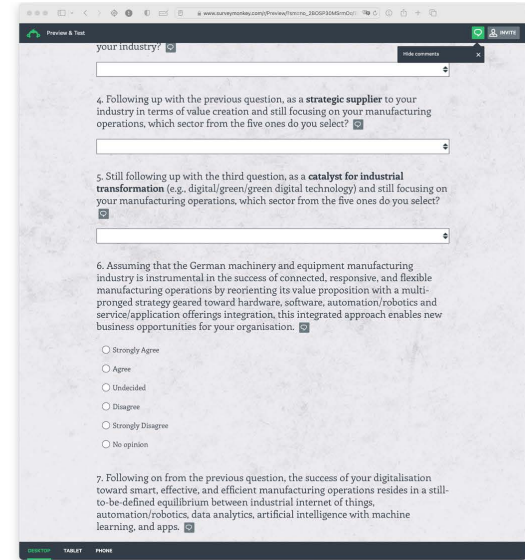 www.surveymonkey.com/r/Preview/?sm=
Preview & Test
INVITE
Hide comments
your industry?
4. Following up with the previous question, as a strategic supplier to your
industry in terms of value creation and still focusing on your manufacturing
operations, which sector from the five ones do you select?
5. Still following up with the third question, as a catalyst for industrial
transformation (e.g., digital/green/green digital technology) and still focusing on
your manufacturing operations, which sector from the five ones do you select?
6. Assuming that the German machinery and equipment manufacturing
industry is instrumental in the success of connected, responsive, and flexible
manufacturing operations by reorienting its value proposition with a multi-
pronged strategy geared toward hardware, software, automation/robotics and
service/application offerings integration, this integrated approach enables new
business opportunities for your organisation.
Strongly Agree
Agree
Undecided
Disagree
Strongly Disagree
No opinion
7. Following on from the previous question, the success of your digitalisation
toward smart, effective, and efficient manufacturing operations resides in a still-
to-be-defined equilibrium between industrial internet of things,
automation/robotics, data analytics, artificial intelligence with machine
learning, and apps.
DESKTOP TABLET PHONE